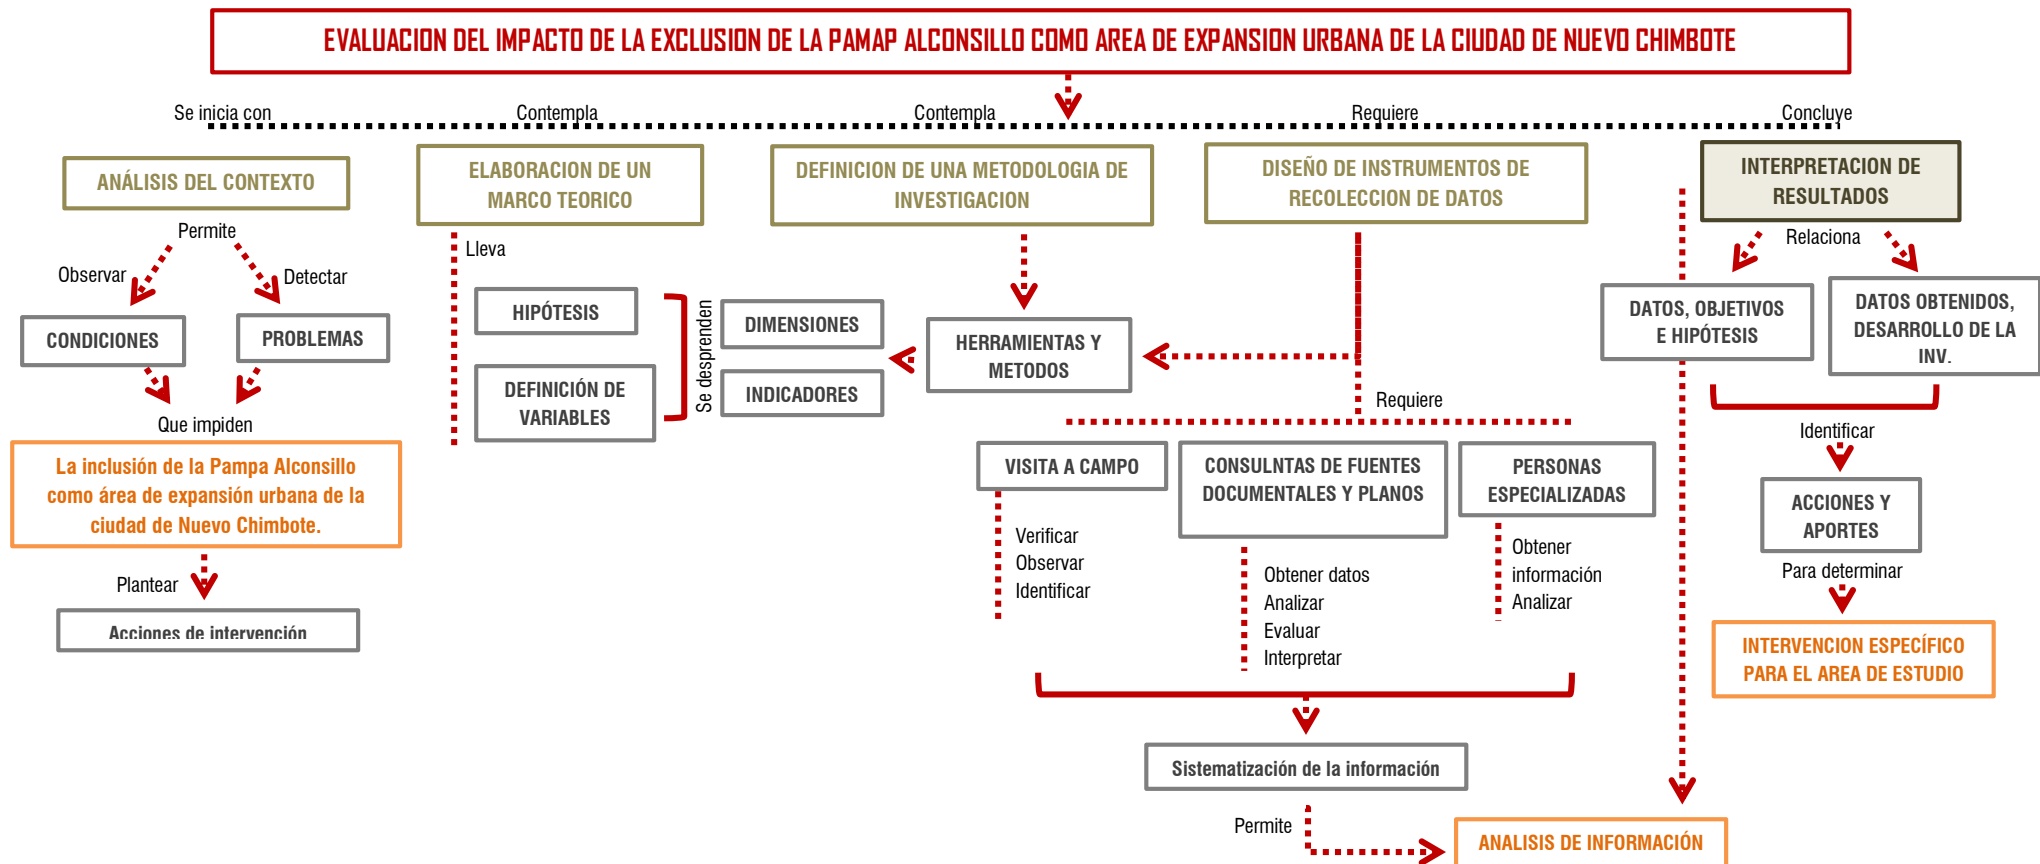 EVALUACION DEL IMPACTO DE LA EXCLUSION DE LA PAMAP ALCONSILLO COMO AREA DE EXPANSION URBANA DE LA CIUDAD DE NUEVO CHIMBOTE
Se inicia con
Contempla
Contempla
Requiere
Concluye
ANÁLISIS DEL CONTEXTO
Permite
Observar
Detectar
CONDICIONES
PROBLEMAS
Que impiden
La inclusión de la Pampa Alconsillo
como área de expansión urbana de la
ciudad de Nuevo Chimbote.
Plantear
Acciones de intervención
ELABORACION DE UN
MARCO TEORICO
Lleva
HIPÓTESIS
DEFINICIÓN DE
VARIABLES
Se desprenden
DIMENSIONES
INDICADORES
DEFINICION DE UNA METODOLOGIA DE
INVESTIGACION
HERRAMIENTAS Y
METODOS
DISEÑO DE INSTRUMENTOS DE
RECOLECCION DE DATOS
Requiere
VISITA A CAMPO
Verificar
Observar
Identificar
CONSULNTAS DE FUENTES
DOCUMENTALES Y PLANOS
Obtener datos
Analizar
Evaluar
Interpretar
PERSONAS
ESPECIALIZADAS
Obtener
información
Analizar
Sistematización de la información
Permite
ANALISIS DE INFORMACIÓN
INTERPRETACION DE
RESULTADOS
Relaciona
DATOS, OBJETIVOS
E HIPÓTESIS
DATOS OBTENIDOS,
DESARROLLO DE LA
INV.
Identificar
ACCIONES Y
APORTES
Para determinar
INTERVENCION ESPECÍFICO
PARA EL AREA DE ESTUDIO